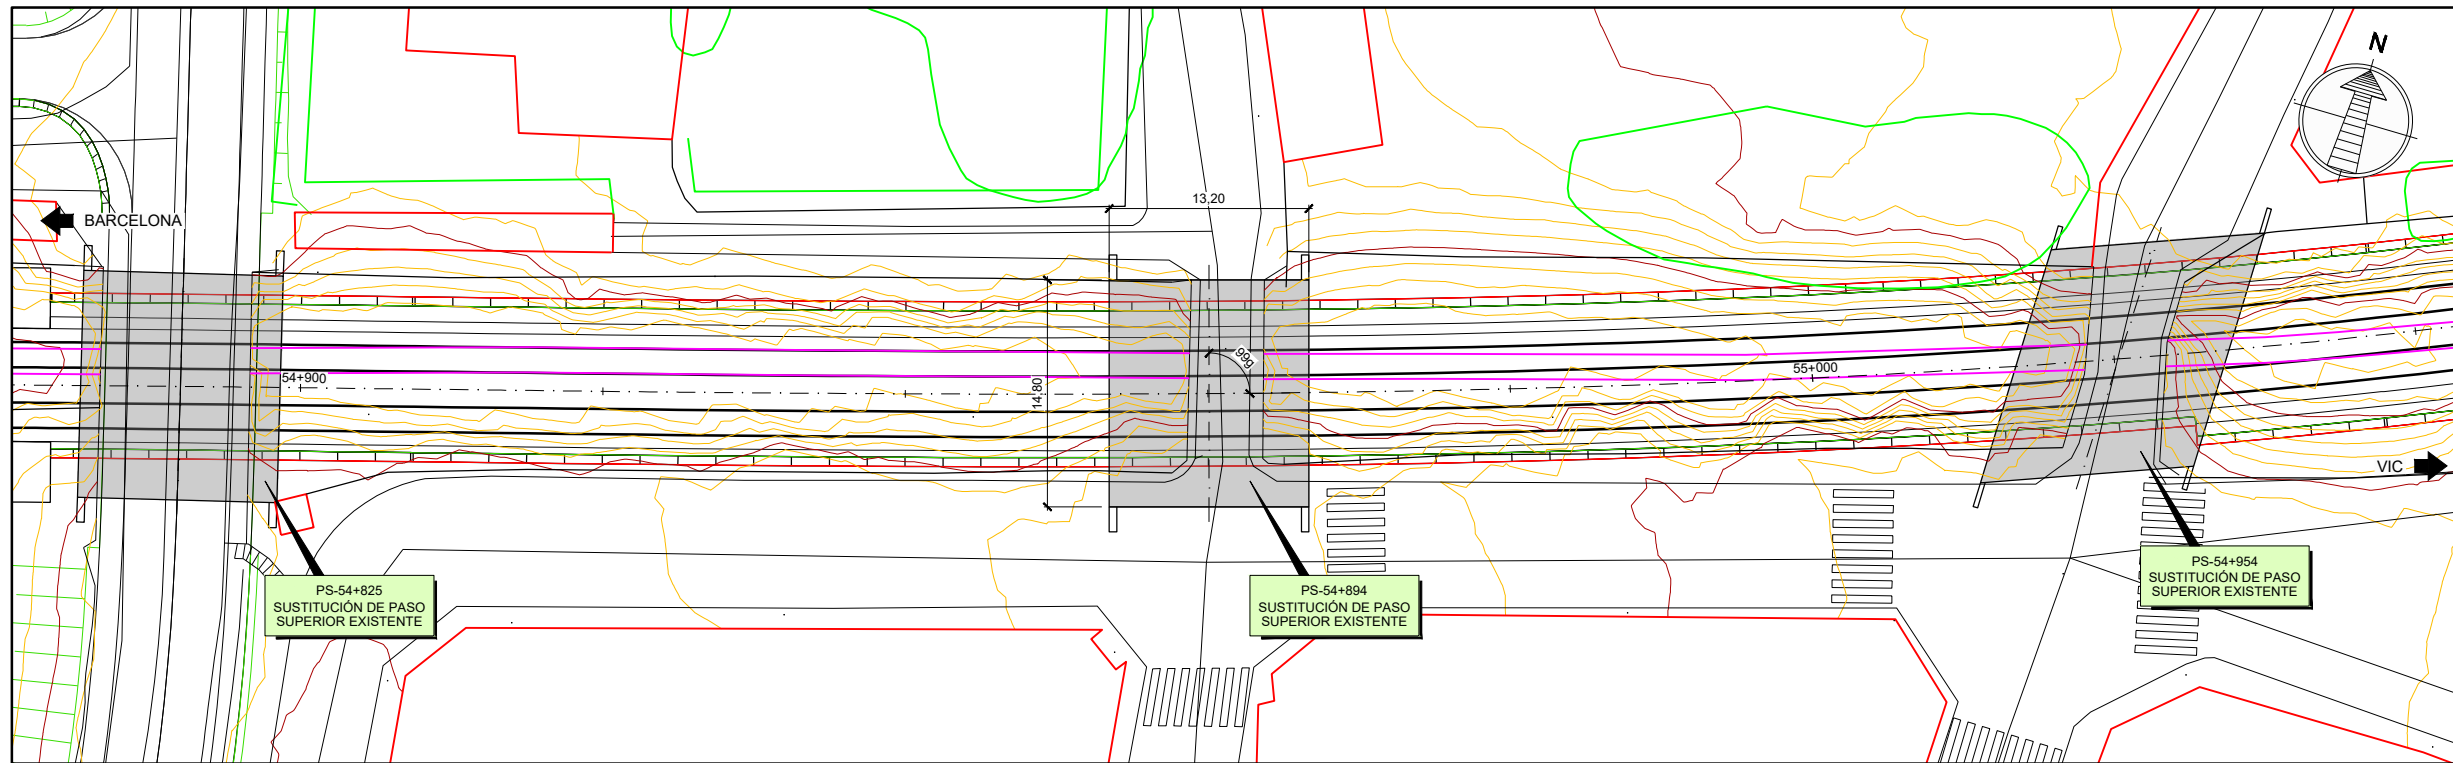 N
BARCELONA
13,20
54+900
99g
14,80
55+000
VIC
PS-54+825
SUSTITUCIÓN DE PASO
SUPERIOR EXISTENTE
PS-54+894
SUSTITUCIÓN DE PASO
SUPERIOR EXISTENTE
PS-54+954
SUSTITUCIÓN DE PASO
SUPERIOR EXISTENTE